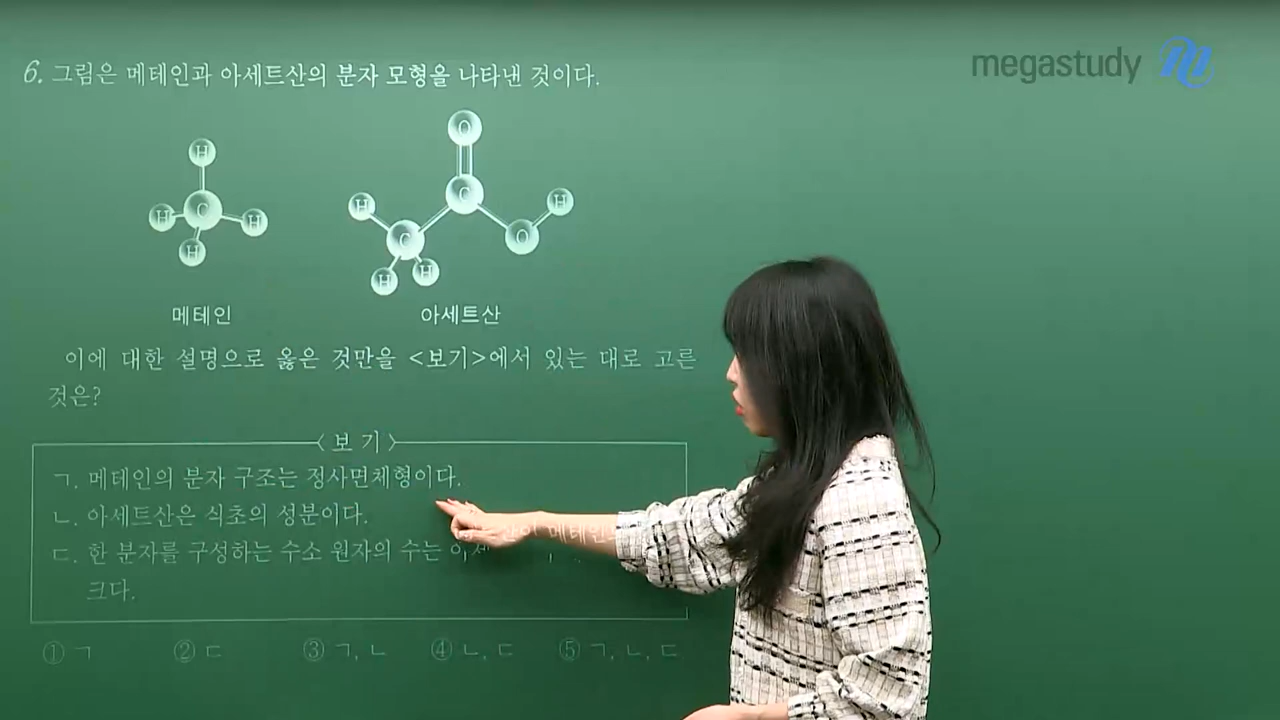 megastudy
6. 그림은 메테인과 아세트산의 분자 모형을 나타낸 것이다.
H
H C H
H
O
C
H H
C O
H H
메테인 아세트산
이에 대한 설명으로 옳은 것만을 <보기>에서 있는 대로 고른
것은?
<보 기>
ㄱ. 메테인의 분자 구조는 정사면체형이다.
ㄴ. 아세트산은 식초의 성분이다.
ㄷ. 한 분자를 구성하는 수소 원자의 수는
크다.
① ㄱ ② ㄷ ③ ㄱ, ㄴ ④ ㄴ, ㄷ ⑤ ㄱ, ㄴ, ㄷ